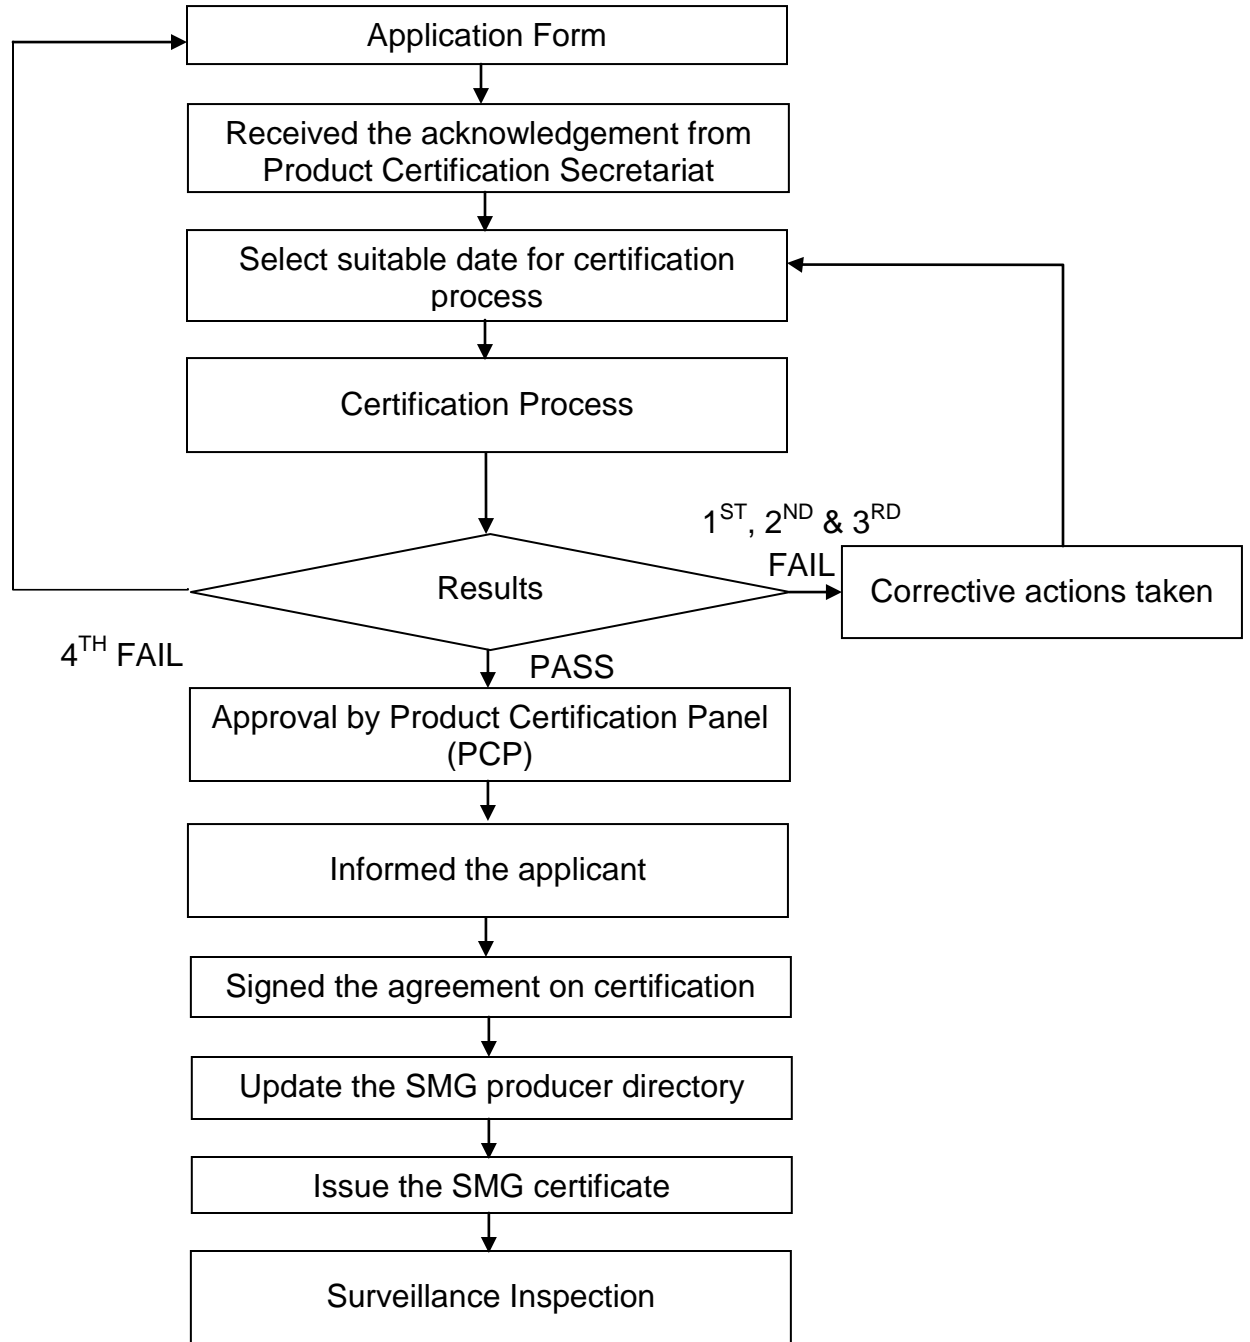 Application Form
Received the acknowledgement from
Product Certification Secretariat
Select suitable date for certification
process
Certification Process
1ST, 2ND & 3RD
FAIL
Results
Corrective actions taken
4TH FAIL
PASS
Approval by Product Certification Panel
(PCP)
Informed the applicant
Signed the agreement on certification
Update the SMG producer directory
Issue the SMG certificate
Surveillance Inspection